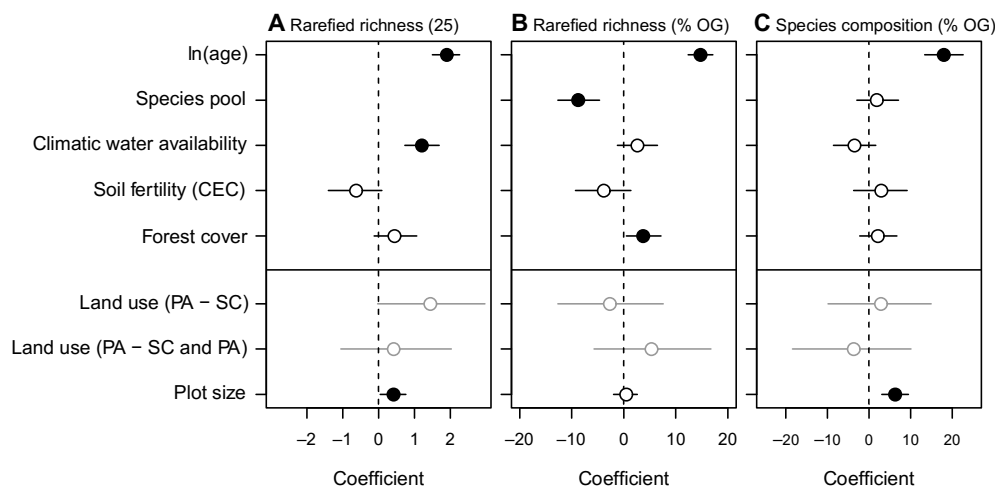 A Rarefied richness (25)
B Rarefied richness (% OG)
C Species composition (% OG)
ln(age)
Species pool
Climatic water availability
Soil fertility (CEC)
Forest cover
Land use (PA − SC)
Land use (PA − SC and PA)
Plot size
−2 −1 0 1 2
−20 −10 0 10 20
−20 −10 0 10 20
Coefficient
Coefficient
Coefficient